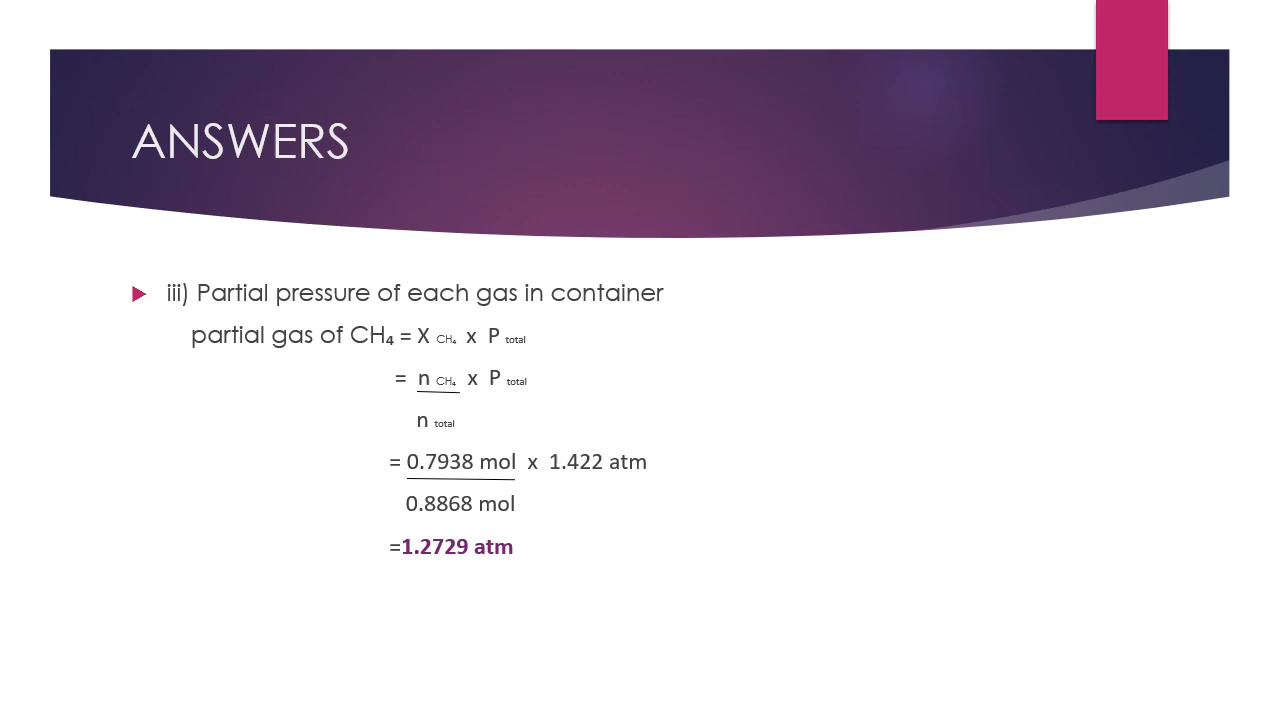 ANSWERS
iii) Partial pressure of each gas in container
partial gas of CH₄ = X CH₄ x P total
= n CH₄ x P total
n total
= 0.7938 mol x 1.422 atm
0.8868 mol
=1.2729 atm